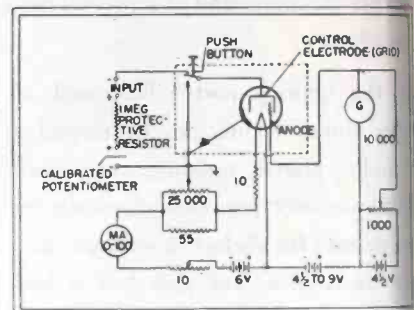 PUSH
BUTTON
CONTROL
ELECTRODE (GRID)
INPUT
1 MEG
PROTEC-
TIVE
RESISTOR
ANODE
G
10 000
CALIBRATED
POTENTIOMETER
10
25 000
1000
MA
0-100
55
10
6V
4½ TO 9V
4½V